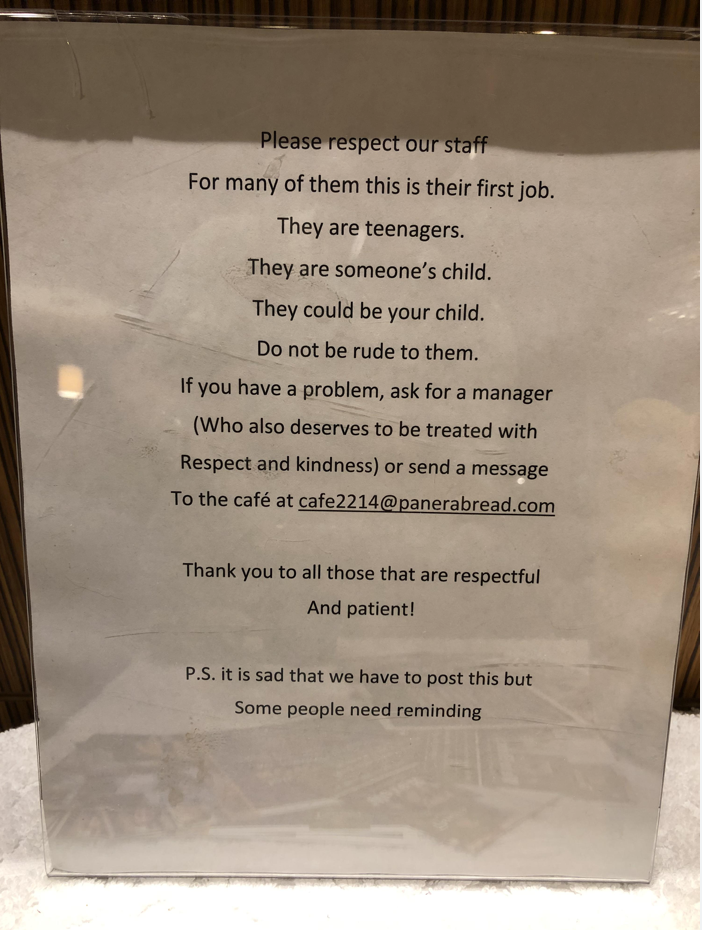 Please respect our staff
For many of them this is their first job.
They are teenagers.
They are someone’s child.
They could be your child.
Do not be rude to them.
If you have a problem, ask for a manager
(Who also deserves to be treated with
Respect and kindness) or send a message
To the café at cafe2214@panerabread.com
Thank you to all those that are respectful
And patient!
P.S. it is sad that we have to post this but
Some people need reminding